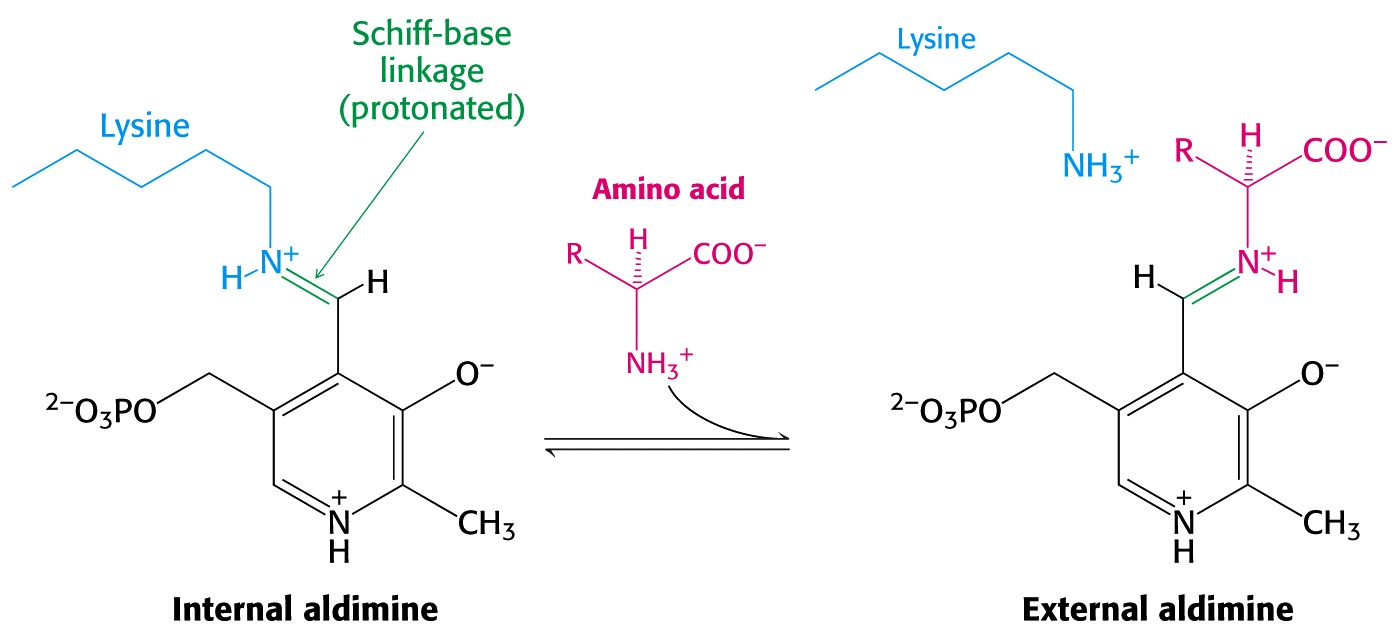 Schiff-base
linkage
(protonated)
Lysine
H
N+
H
2−O3PO
O−
N
+
H
CH3
Internal aldimine
Amino acid
R
H
COO−
NH3+
Lysine
NH3+
R
H
COO−
H
N+
H
2−O3PO
O−
N
+
H
CH3
External aldimine